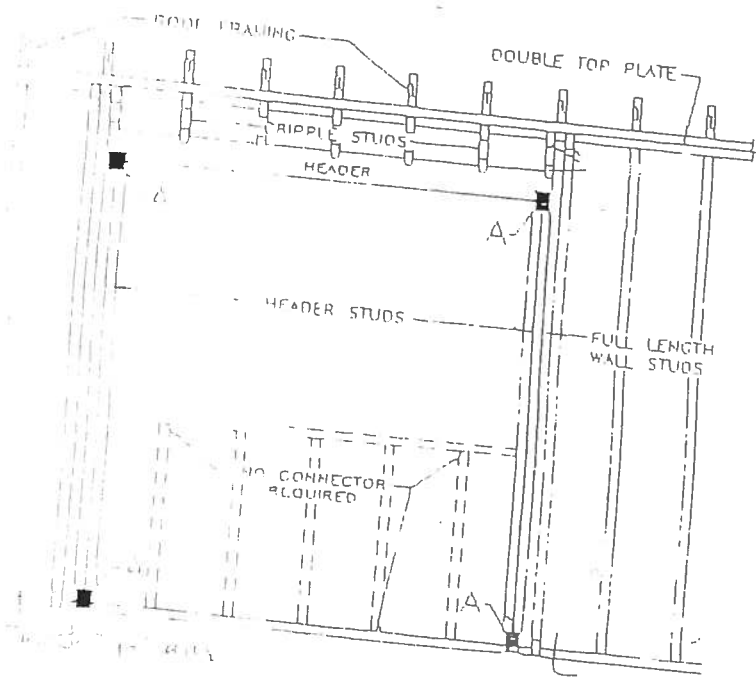 ROOF FRAMING
DOUBLE TOP PLATE
CRIPPLE STUDS
HEADER
A
A
HEADER STUDS
FULL LENGTH
WALL STUDS
NO CONNECTOR
REQUIRED
A